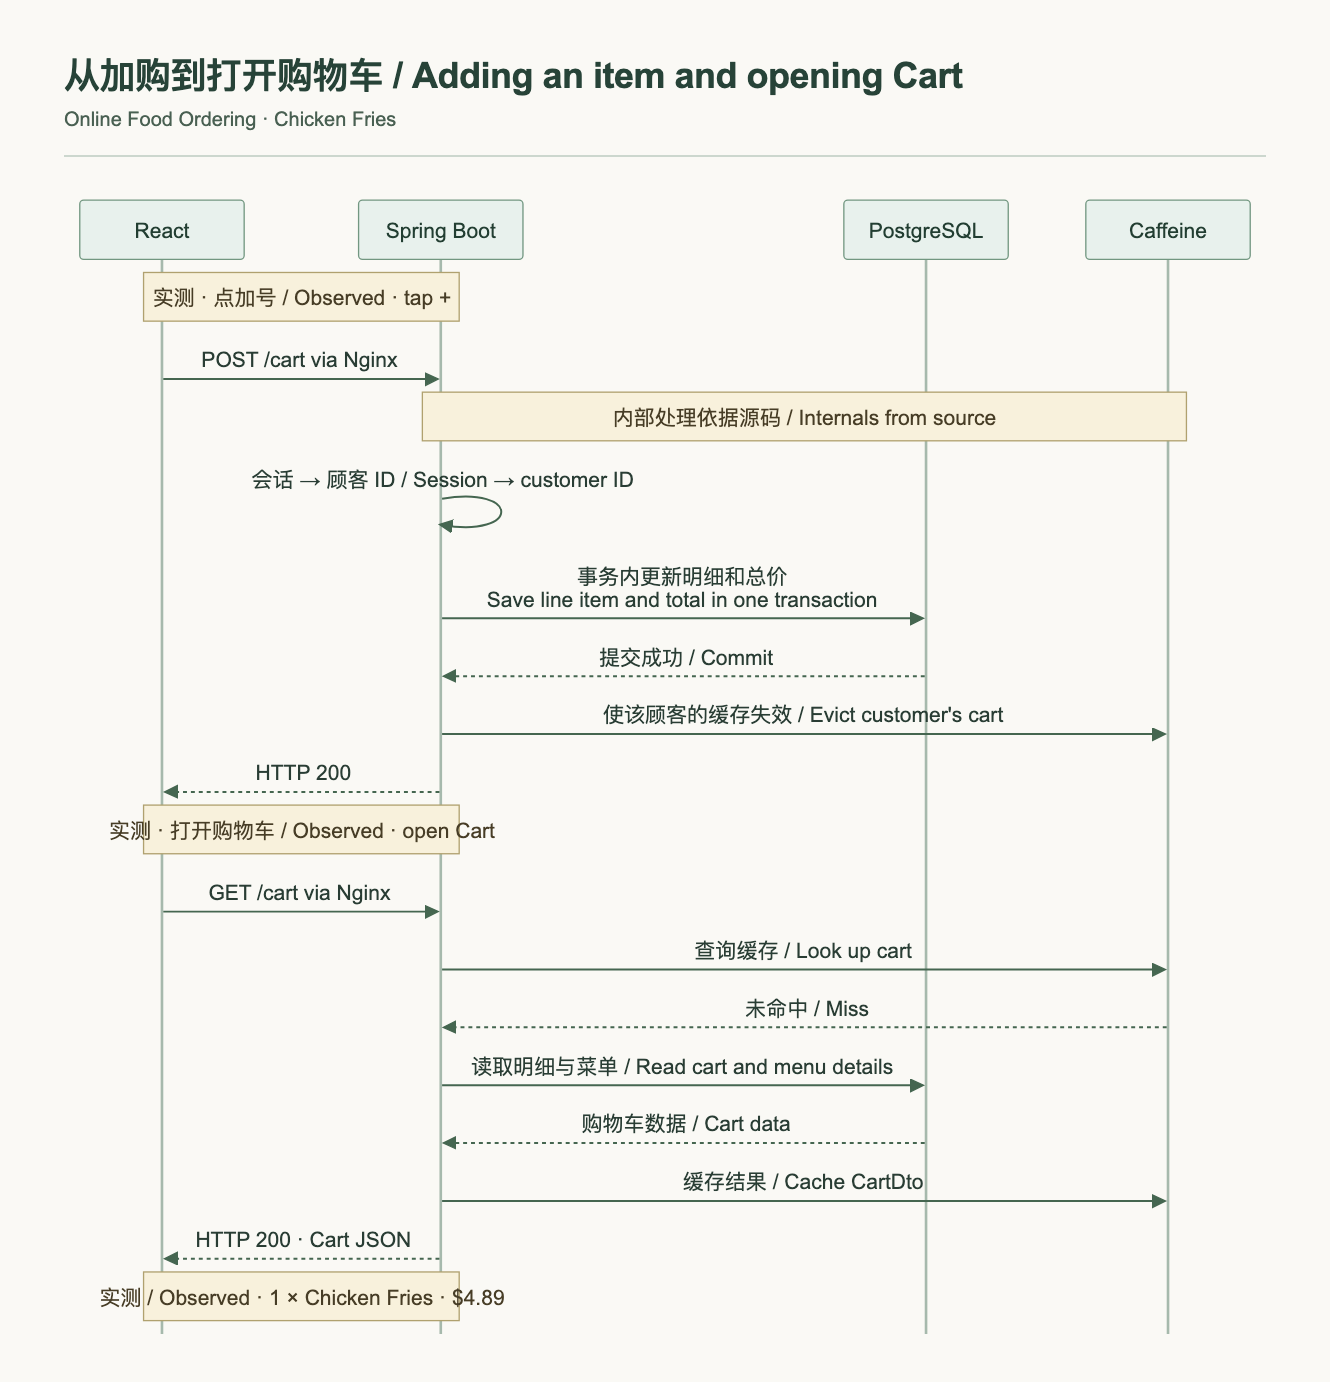 从加购到打开购物车 / Adding an item and opening Cart
Online Food Ordering · Chicken Fries
React
Spring Boot
PostgreSQL
Caffeine
实测 · 点加号 / Observed · tap +
POST /cart via Nginx
内部处理依据源码 / Internals from source
会话 → 顾客 ID / Session → customer ID
事务内更新明细和总价
Save line item and total in one transaction
提交成功 / Commit
使该顾客的缓存失效 / Evict customer's cart
HTTP 200
实测 · 打开购物车 / Observed · open Cart
GET /cart via Nginx
查询缓存 / Look up cart
未命中 / Miss
读取明细与菜单 / Read cart and menu details
购物车数据 / Cart data
缓存结果 / Cache CartDto
HTTP 200 · Cart JSON
实测 / Observed · 1 × Chicken Fries · $4.89